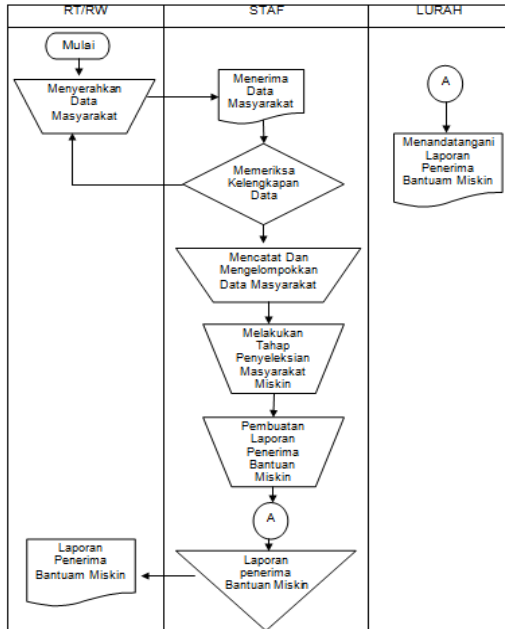 RT/RW
STAF
LURAH
Mulai
Menyerahkan
Data
Masyarakat
Menerima
Data
Masyarakat
Memeriksa
Kelengkapan
Data
Mencatat Dan
Mengelompokkan
Data Masyarakat
Melakukan
Tahap
Penyeleksian
Masyarakat
Miskin
Pembuatan
Laporan
Penerima
Bantuan
Miskin
A
Laporan
penerima
Bantuan Miskin
Laporan
Penerima
Bantuam Miskin
A
Menandatangani
Laporan
Penerima
Bantuam Miskin